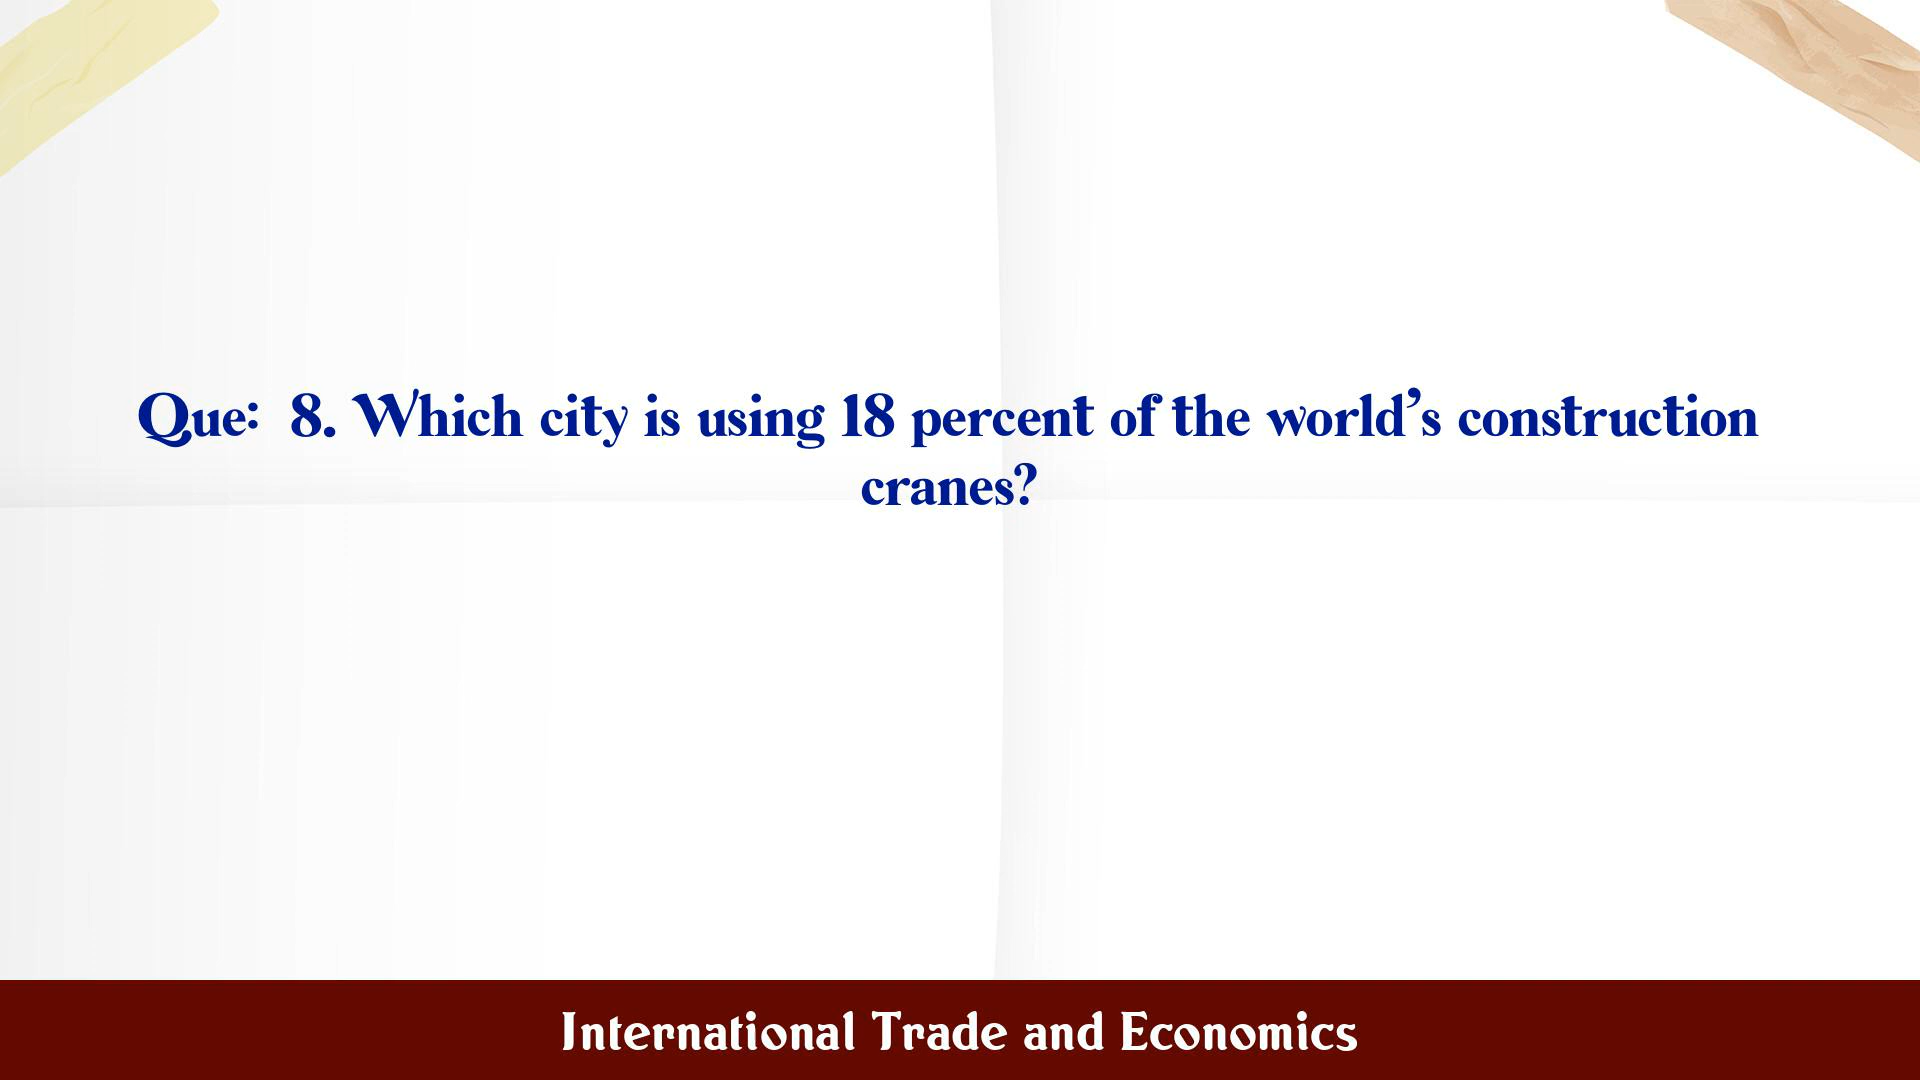 Que:  8. Which city is using 18 percent of the world’s construction
cranes?
International Trade and Economics